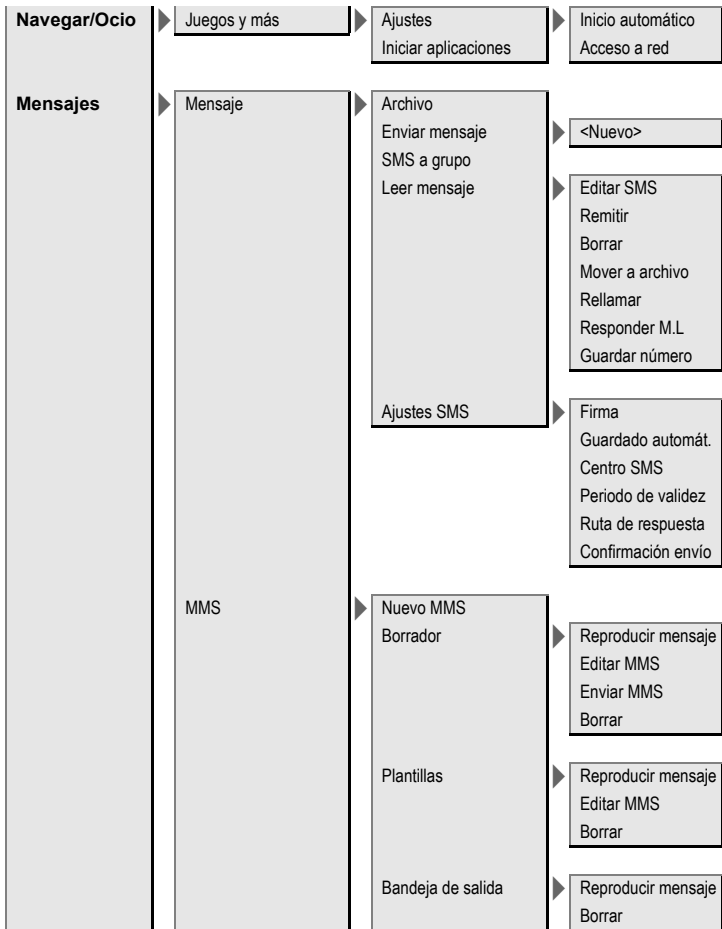 Navegar/Ocio Juegos y más Ajustes Inicio automático
Iniciar aplicaciones Acceso a red
Mensajes Mensaje Archivo
Enviar mensaje <Nuevo>
SMS a grupo
Leer mensaje Editar SMS
Remitir
Borrar
Mover a archivo
Rellamar
Responder M.L
Guardar número
Ajustes SMS Firma
Guardado automát.
Centro SMS
Periodo de validez
Ruta de respuesta
Confirmación envío
MMS Nuevo MMS
Borrador Reproducir mensaje
Editar MMS
Enviar MMS
Borrar
Plantillas Reproducir mensaje
Editar MMS
Borrar
Bandeja de salida Reproducir mensaje
Borrar